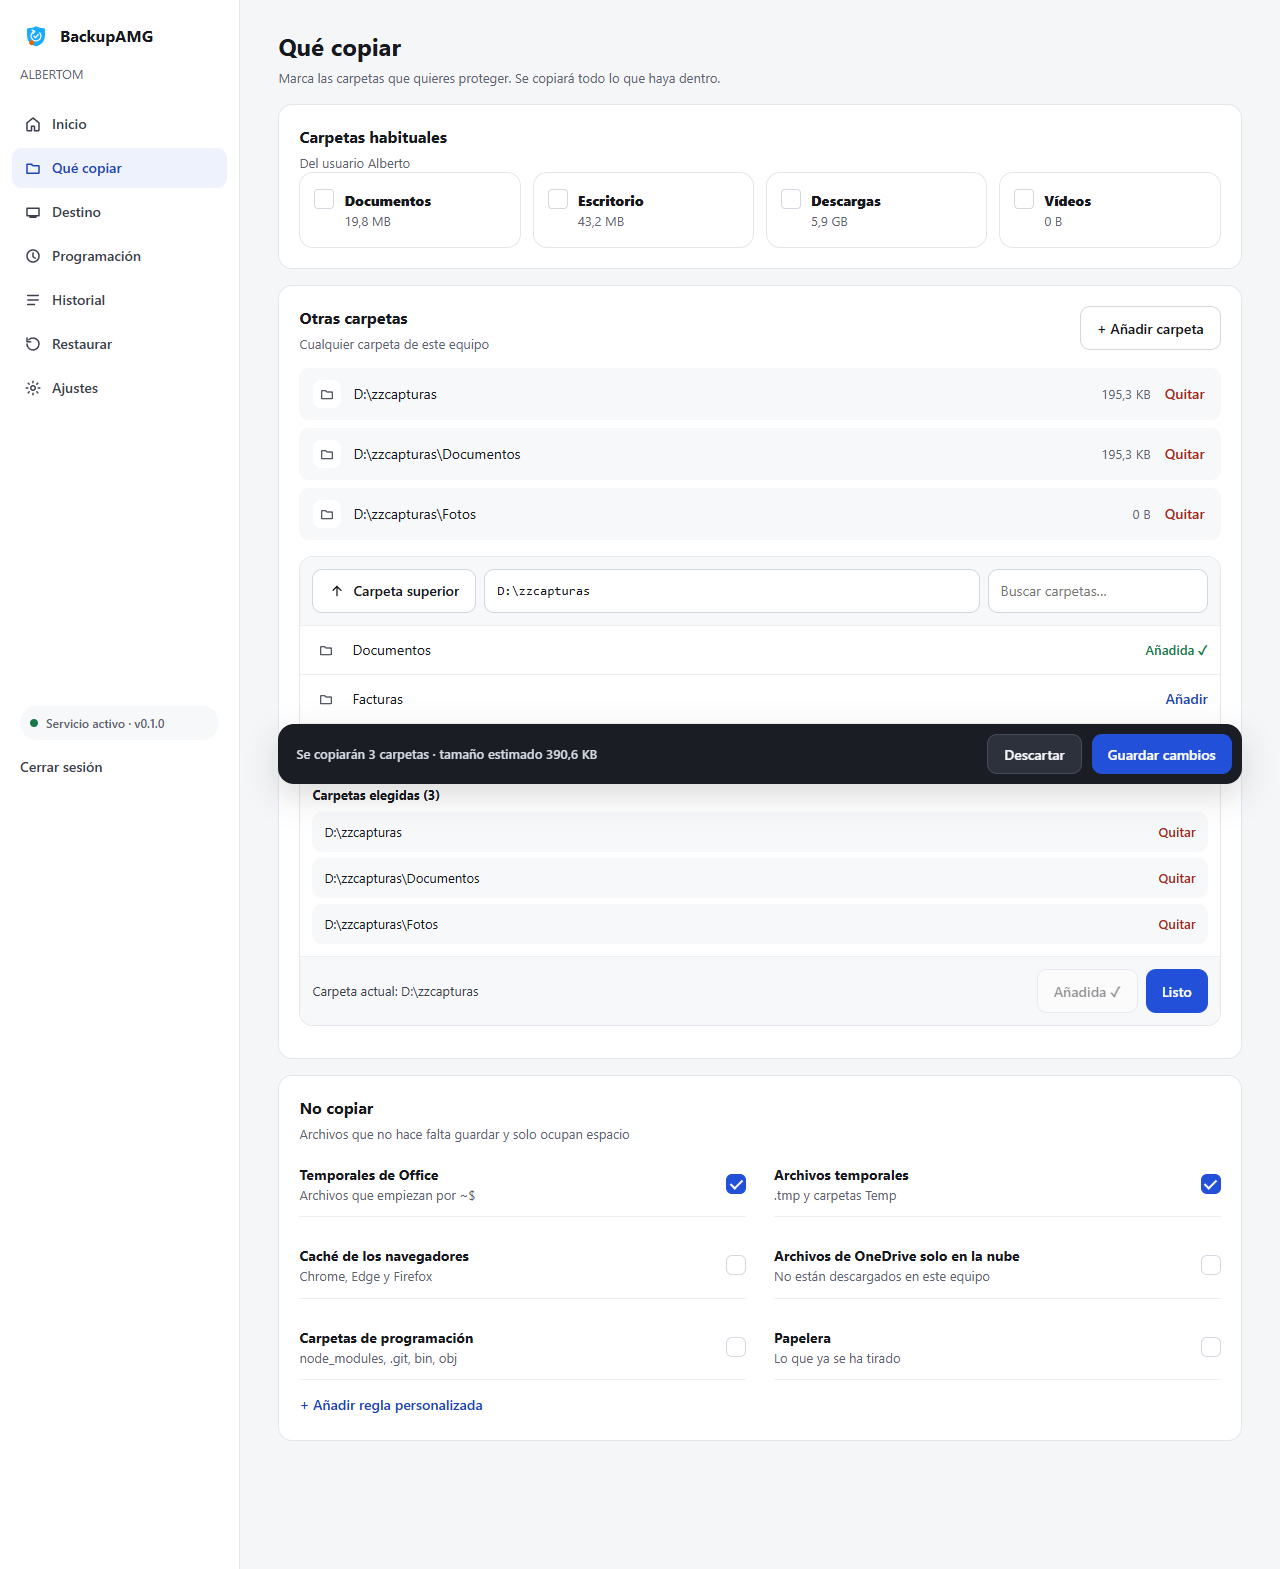 BackupAMG
ALBERTOM
Inicio
Qué copiar
Destino
Programación
Historial
Restaurar
Ajustes
Servicio activo · v0.1.0
Cerrar sesión
Qué copiar
Marca las carpetas que quieres proteger. Se copiará todo lo que haya dentro.
Carpetas habituales
Del usuario Alberto
Documentos
19,8 MB
Escritorio
43,2 MB
Descargas
5,9 GB
Vídeos
0 B
Otras carpetas
Cualquier carpeta de este equipo
+ Añadir carpeta
D:\zzcapturas 195,3 KB Quitar
D:\zzcapturas\Documentos 195,3 KB Quitar
D:\zzcapturas\Fotos 0 B Quitar
↑ Carpeta superior D:\zzcapturas Buscar carpetas...
Documentos Añadida ✓
Facturas Añadir
Se copiarán 3 carpetas · tamaño estimado 390,6 KB Descartar Guardar cambios
Carpetas elegidas (3)
D:\zzcapturas Quitar
D:\zzcapturas\Documentos Quitar
D:\zzcapturas\Fotos Quitar
Carpeta actual: D:\zzcapturas Añadida ✓ Listo
No copiar
Archivos que no hace falta guardar y solo ocupan espacio
Temporales de Office
Archivos que empiezan por ~$
Archivos temporales
.tmp y carpetas Temp
Caché de los navegadores
Chrome, Edge y Firefox
Archivos de OneDrive solo en la nube
No están descargados en este equipo
Carpetas de programación
node_modules, .git, bin, obj
Papelera
Lo que ya se ha tirado
+ Añadir regla personalizada